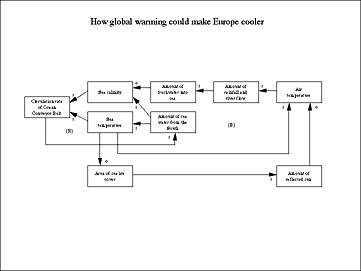 How global warming could make Europe cooler
Sea salinity
Amount of
freshwater into
sea
Amount of
rainfall and
river flow
Air
temperature
Circulation rate
of Ocean
Conveyor Belt
Sea
temperature
Amount of sea
water from the
South
(R)
(B)
Area of sea ice
cover
Amount of
reflected sun